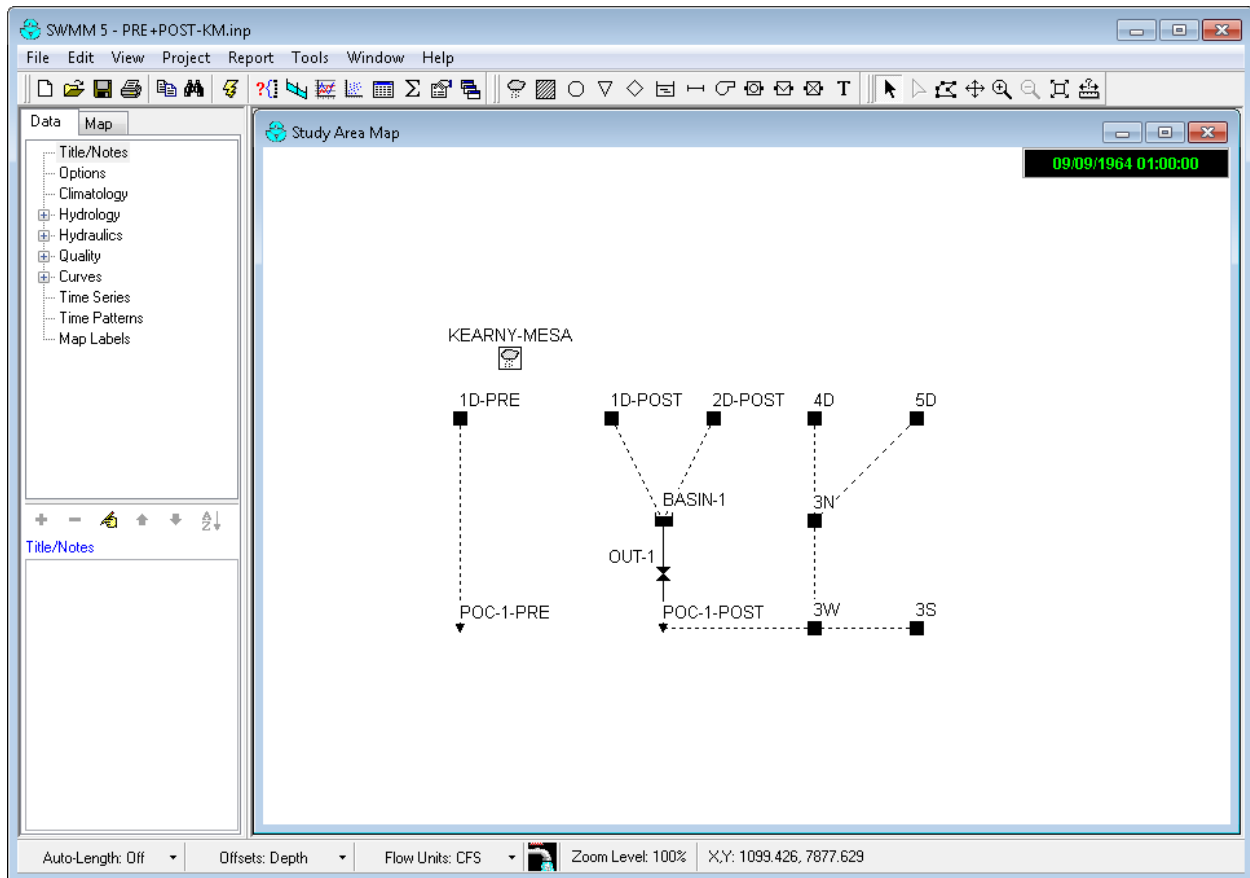 SWMM 5 - PRE+POST-KM.inp
File Edit View Project Report Tools Window Help
?{
Σ
T
Data Map
Title/Notes
Options
Climatology
Hydrology
Hydraulics
Quality
Curves
Time Series
Time Patterns
Map Labels
Title/Notes
Study Area Map
09/09/1964 01:00:00
KEARNY-MESA
1D-PRE 1D-POST 2D-POST 4D 5D
BASIN-1 3N
OUT-1
POC-1-PRE POC-1-POST 3W 3S
Auto-Length: Off Offsets: Depth Flow Units: CFS Zoom Level: 100% X,Y: 1099.426, 7877.629